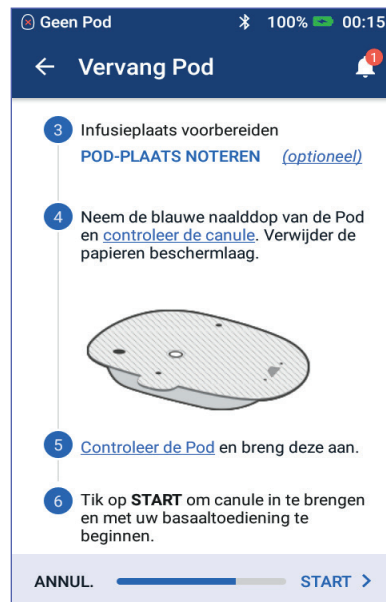 Geen Pod 100% 00:15
Vervang Pod 1
3 Infusieplaats voorbereiden
POD-PLAATS NOTEREN (optioneel)
4 Neem de blauwe naalddop van de Pod
en controleer de canule. Verwijder de
papieren beschermlaag.
5 Controleer de Pod en breng deze aan.
6 Tik op START om canule in te brengen
en met uw basaaltoediening te
beginnen.
ANNUL. START